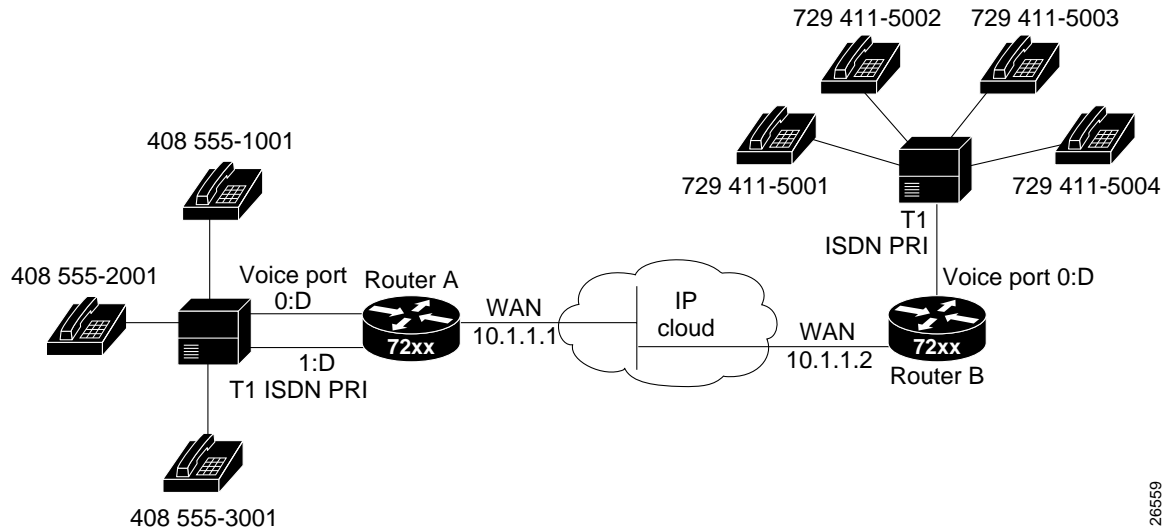 729 411-5002
729 411-5003
408 555-1001
729 411-5001
729 411-5004
T1
ISDN PRI
408 555-2001
Voice port
0:D
Router A
WAN
10.1.1.1
IP
cloud
Voice port 0:D
WAN
10.1.1.2
72xx
72xx
Router B
1:D
T1 ISDN PRI
408 555-3001
26559